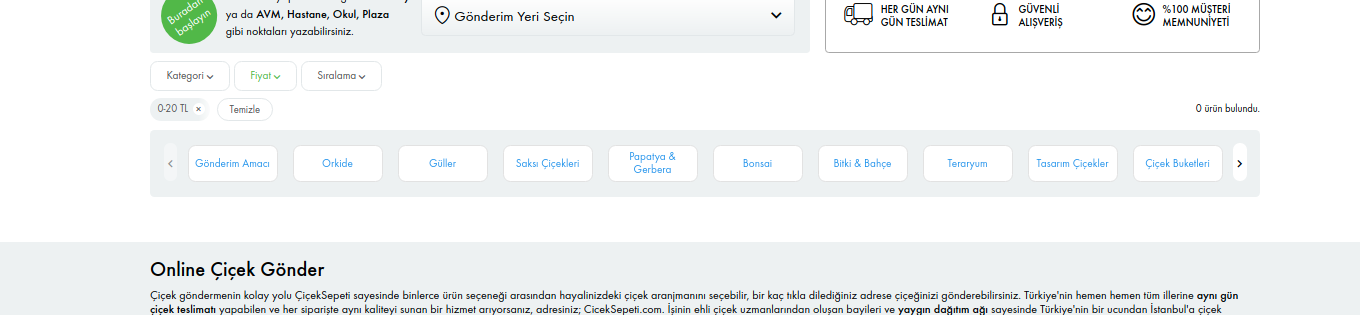 Buradan
başlayın
ya da AVM, Hastane, Okul, Plaza
gibi noktaları yazabilirsiniz.
Gönderim Yeri Seçin
HER GÜN AYNI
GÜN TESLİMAT
GÜVENLİ
ALIŞVERİŞ
%100 MÜŞTERİ
MEMNUNİYETİ
Kategori
Fiyat
Sıralama
0-20 TL ×
Temizle
0 ürün bulundu.
Gönderim Amacı
Orkide
Güller
Saksı Çiçekleri
Papatya &
Gerbera
Bonsai
Bitki & Bahçe
Teraryum
Tasarım Çiçekler
Çiçek Buketleri
Online Çiçek Gönder
Çiçek göndermenin kolay yolu ÇiçekSepeti sayesinde binlerce ürün seçeneği arasından hayalinizdeki çiçek aranjmanını seçebilir, bir kaç tıkla dilediğiniz adrese çiçeğinizi gönderebilirsiniz. Türkiye'nin hemen hemen tüm illerine aynı gün
çiçek teslimatı yapabilen ve her siparişte aynı kaliteyi sunan bir hizmet arıyorsanız, adresiniz; CicekSepeti.com. İşinin ehli çiçek uzmanlarından oluşan bayileri ve yaygın dağıtım ağı sayesinde Türkiye'nin bir ucundan İstanbul'a çiçek